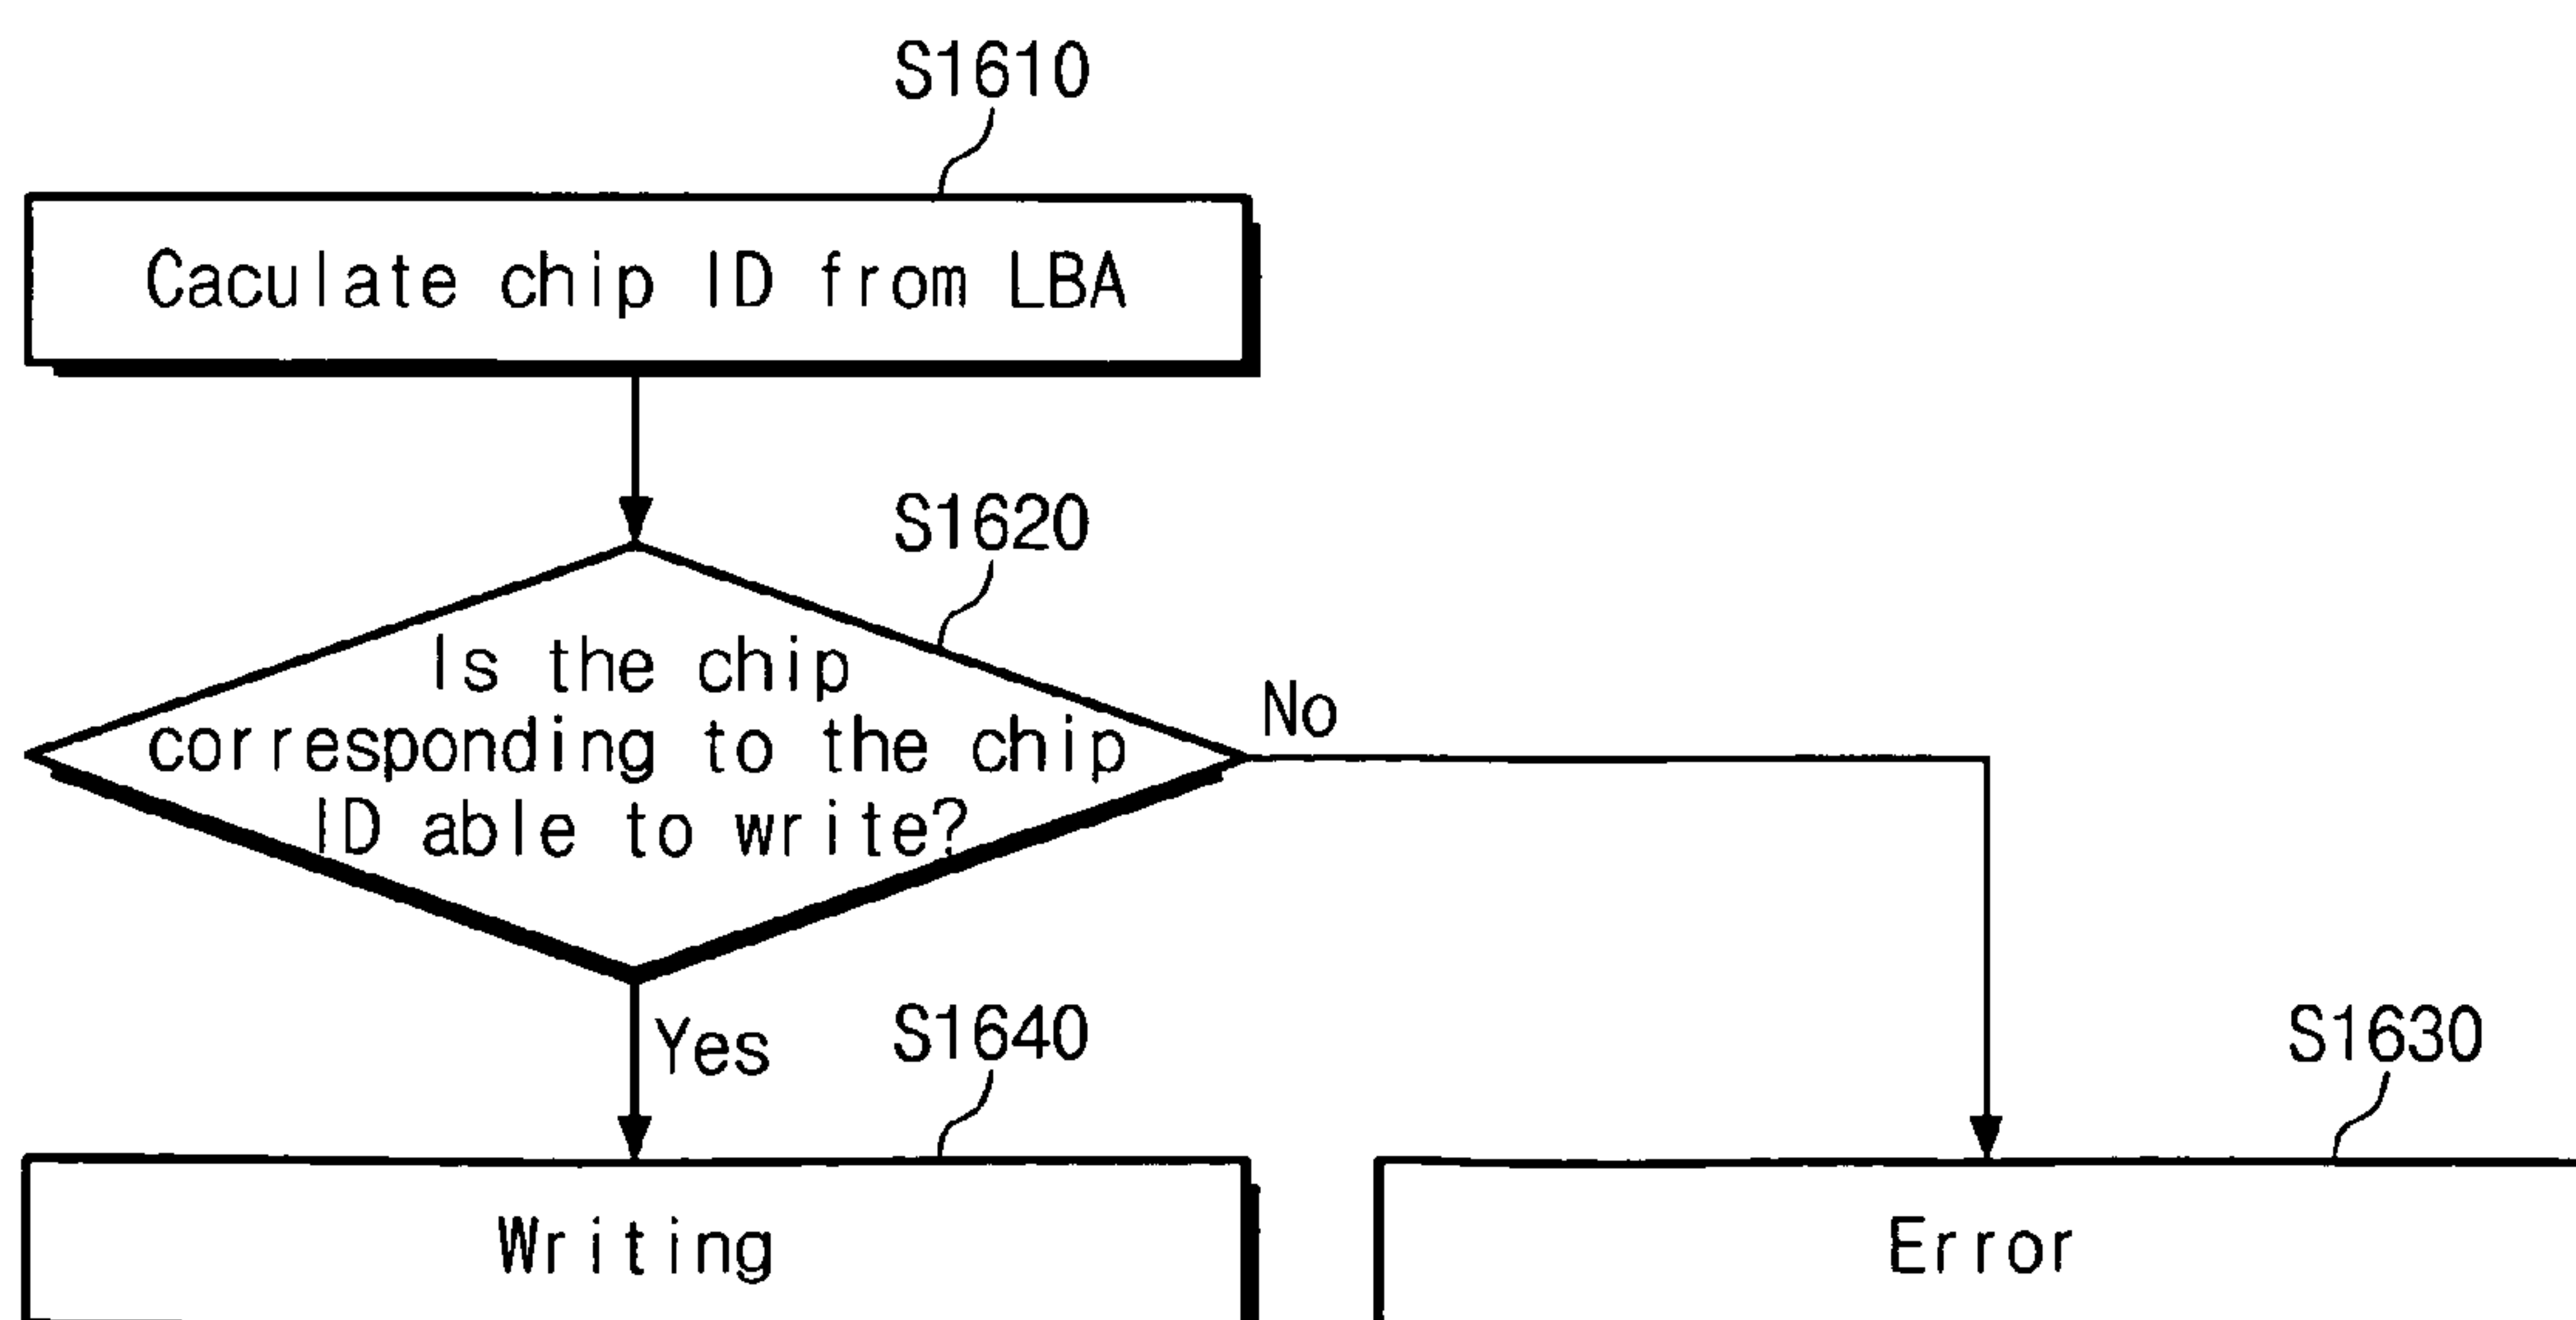 S1610
Caculate chip ID from LBA
S1620
Is the chip
corresponding to the chip
ID able to write?
No
Yes
S1640
S1630
Writing
Error